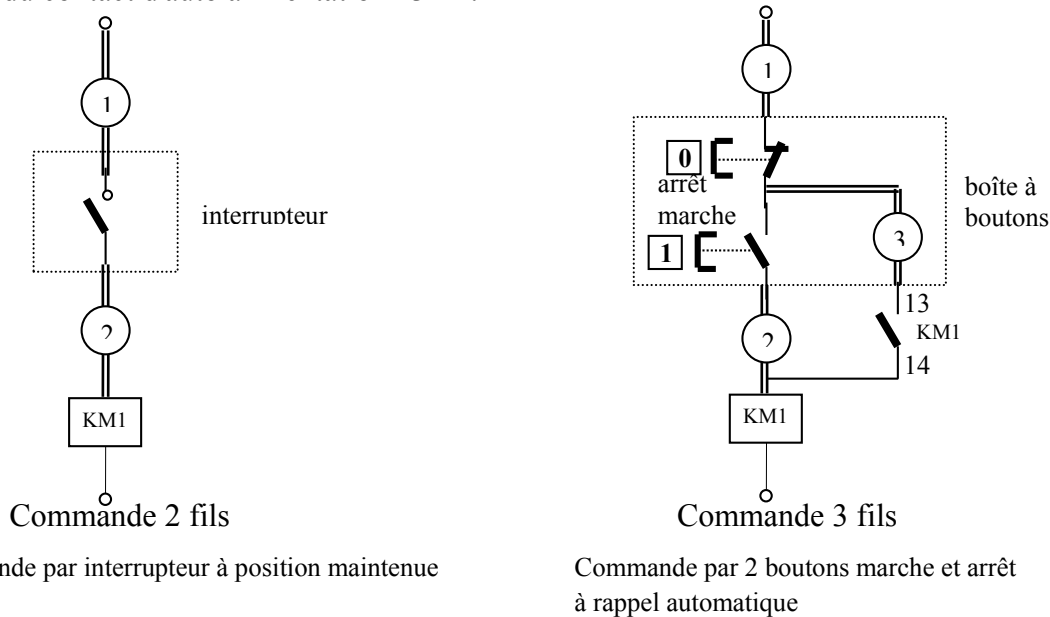 1
interrupteur
2
KM1
Commande 2 fils
nde par interrupteur à position maintenue
1
0
arrêt
marche
1
3
boîte à
boutons
13
KM1
14
2
KM1
Commande 3 fils
Commande par 2 boutons marche et arrêt
à rappel automatique